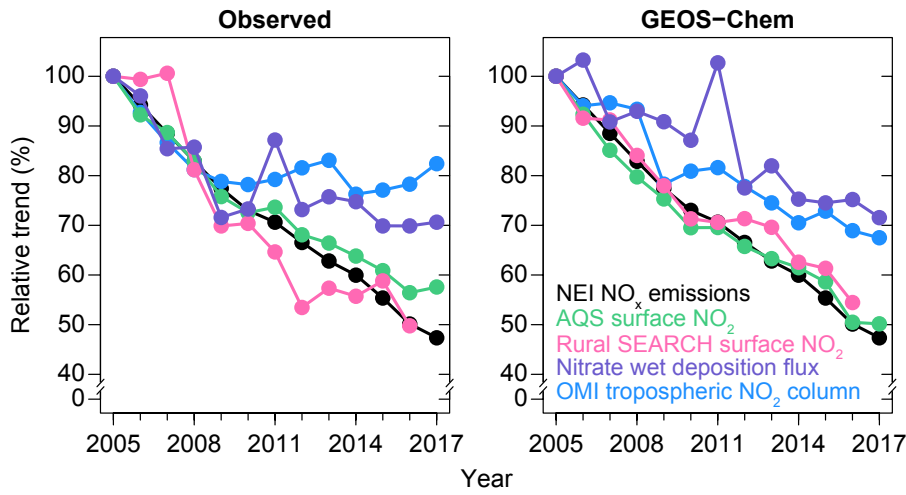 Observed
GEOS−Chem
Relative trend (%)
100
90
80
70
60
50
40
0
2005
2008
2011
2014
2017
100
90
80
70
60
50
40
0
NEI NOx emissions
AQS surface NO2
Rural SEARCH surface NO2
Nitrate wet deposition flux
OMI tropospheric NO2 column
2005
2008
2011
2014
2017
Year